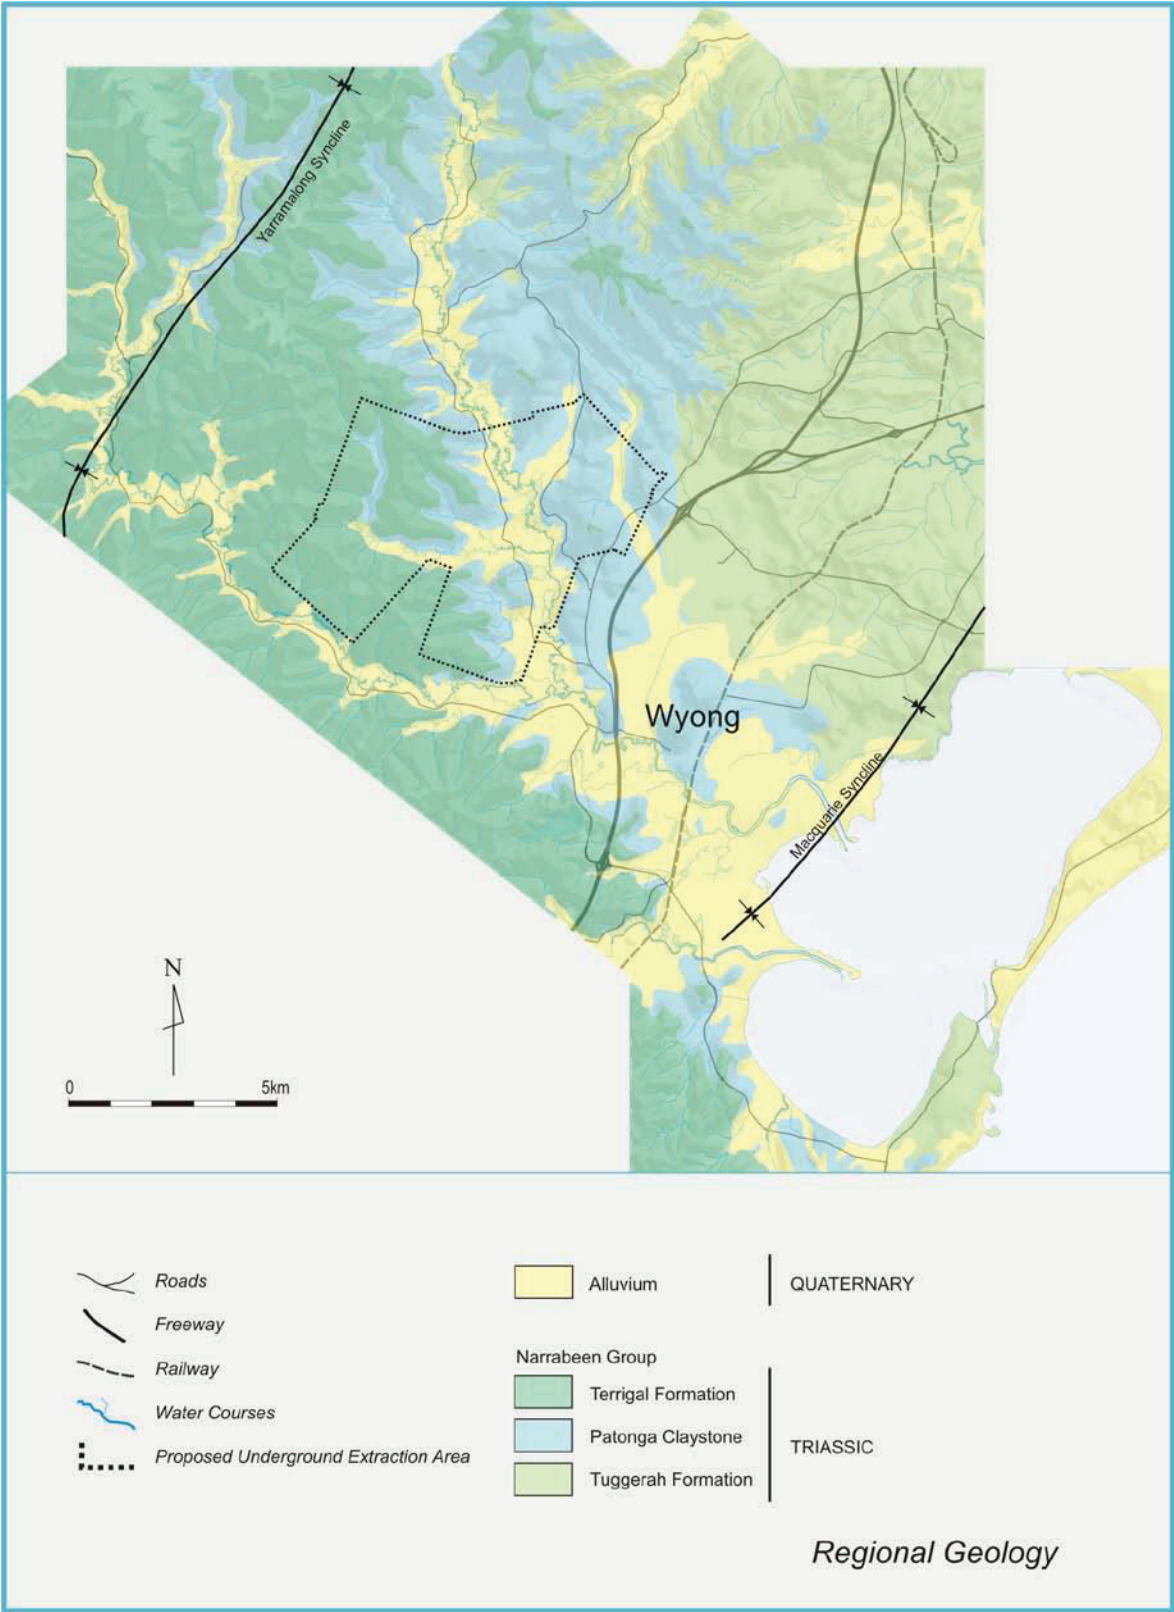 Yarramalong Syncline
Wyong
Macquarie Syncline
N
0 5km
Roads
Freeway
Railway
Water Courses
Proposed Underground Extraction Area
Alluvium
QUATERNARY
Narrabeen Group
Terrigal Formation
Patonga Claystone
Tuggerah Formation
TRIASSIC
Regional Geology